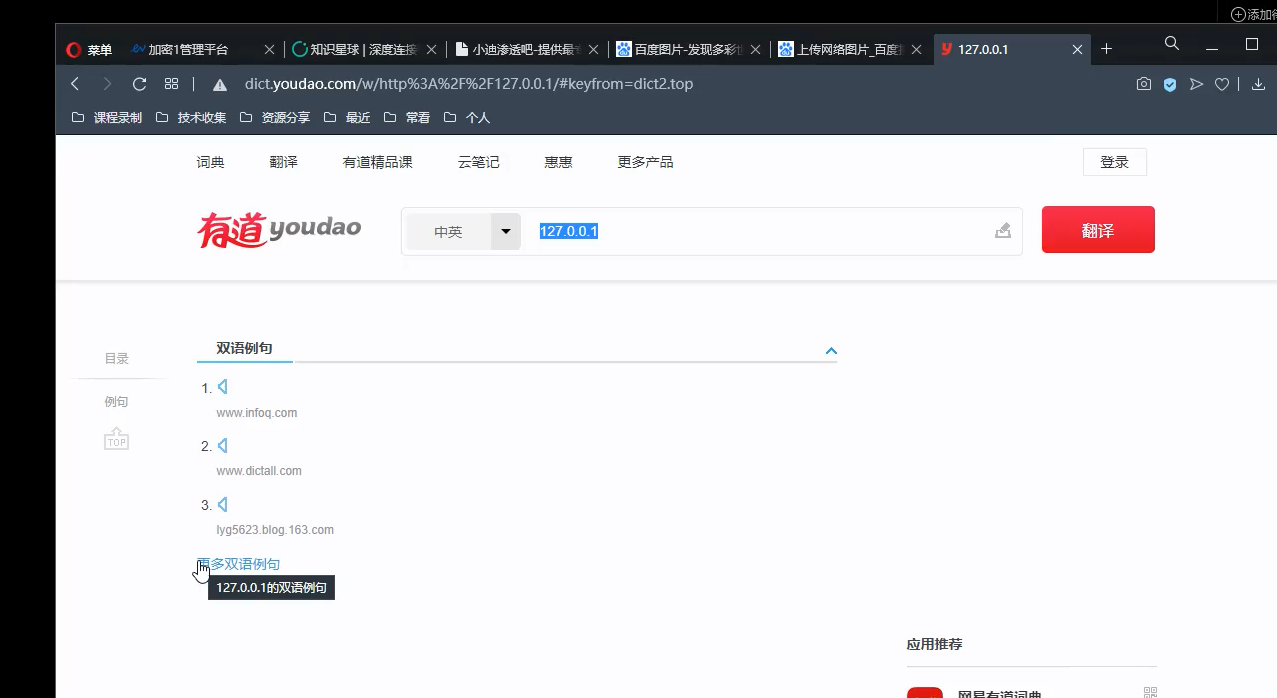 添加
菜单 加密1管理平台 知识星球 | 深度连接 小迪渗透吧-提供最专 百度图片-发现多彩世 上传网络图片_百度 127.0.0.1
dict.youdao.com/w/http%3A%2F%2F127.0.0.1/#keyfrom=dict2.top
课程录制 技术收集 资源分享 最近 常看 个人
词典 翻译 有道精品课 云笔记 惠惠 更多产品 登录
有道 youdao 中英 127.0.0.1 翻译
目录 双语例句
1.
例句
www.infoq.com
TOP
2.
www.dictall.com
3.
lyg5623.blog.163.com
更多双语例句
127.0.0.1的双语例句
应用推荐
网易有道词典